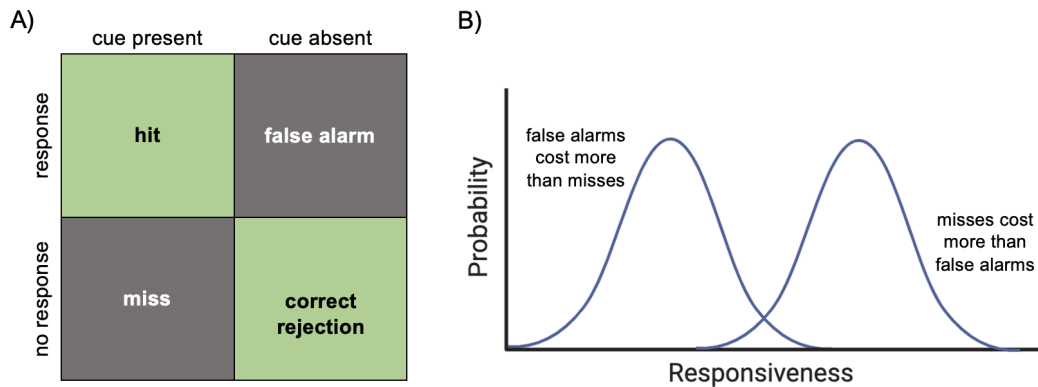 A)
cue present
cue absent
response
hit
false alarm
no response
miss
correct
rejection
B)
Probability
false alarms
cost more
than misses
misses cost
more than
false alarms
Responsiveness